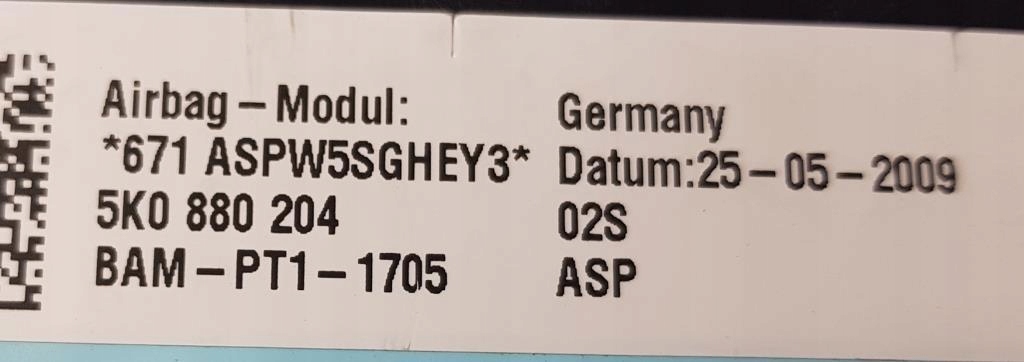 Airbag – Modul:
*671 ASPW5SGHEY3*
5K0 880 204
BAM – PT1 – 1705
Germany
Datum:25 – 05 – 2009
02S
ASP